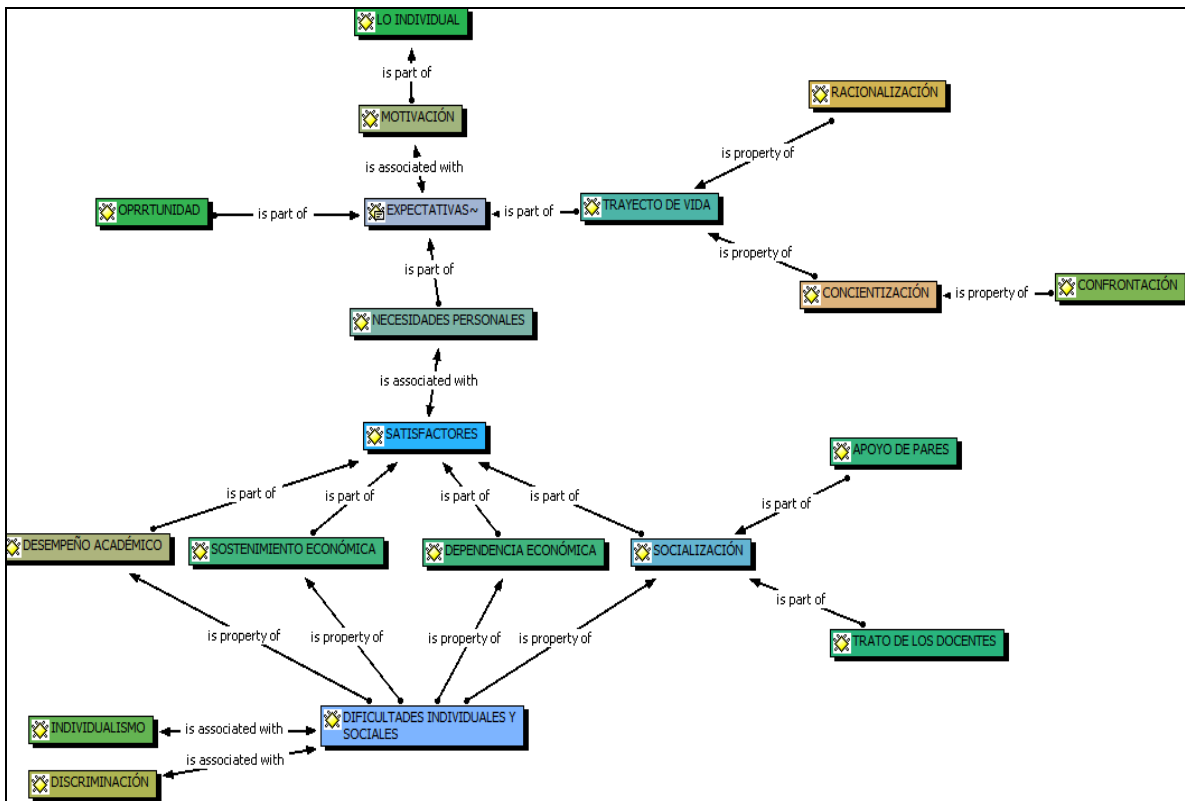 LO INDIVIDUAL
is part of
RACIONALIZACIÓN
MOTIVACIÓN
is property of
is associated with
OPRRTUNIDAD
is part of
EXPECTATIVAS~
is part of
TRAYECTO DE VIDA
is property of
is part of
CONCIENTIZACIÓN
is property of
CONFRONTACIÓN
NECESIDADES PERSONALES
is associated with
SATISFACTORES
APOYO DE PARES
is part of
is part of
is part of
is part of
is part of
DESEMPEÑO ACADÉMICO
SOSTENIMIENTO ECONÓMICA
DEPENDENCIA ECONÓMICA
SOCIALIZACIÓN
is part of
is property of
is property of
is property of
is property of
TRATO DE LOS DOCENTES
DIFICULTADES INDIVIDUALES Y
SOCIALES
INDIVIDUALISMO
is associated with
is associated with
DISCRIMINACIÓN